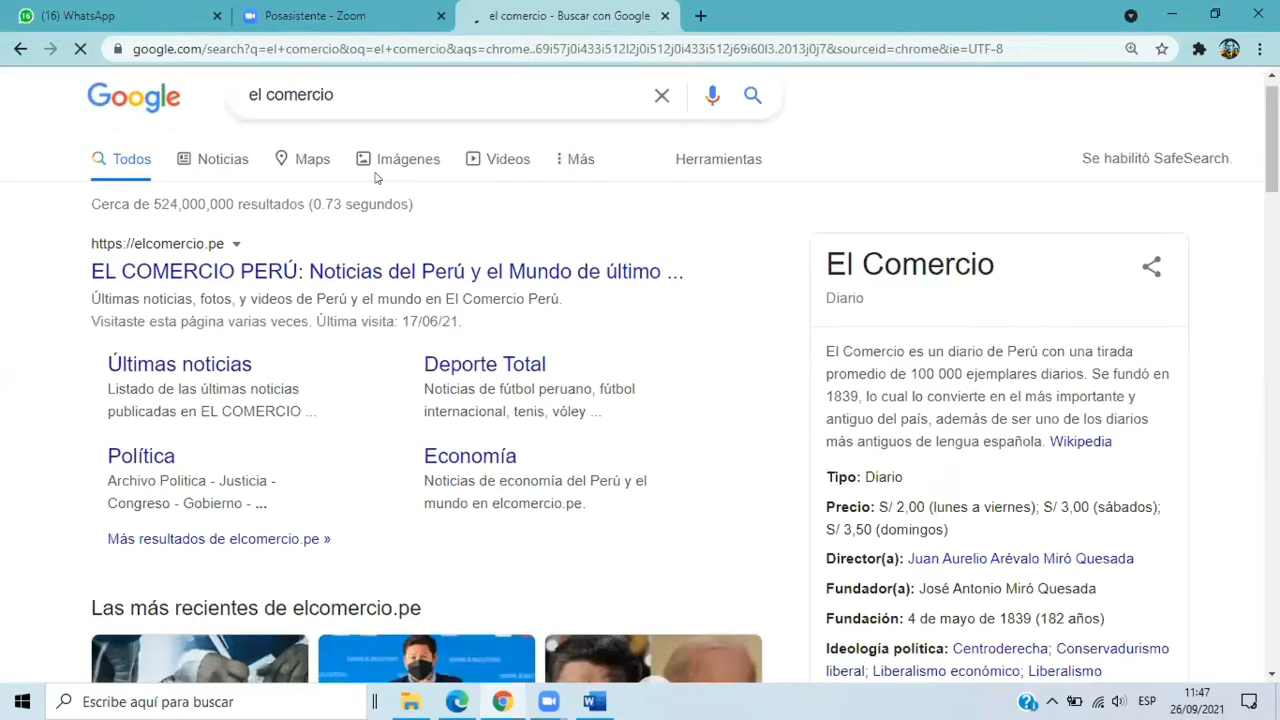 (16) WhatsApp
Posasistente - Zoom
el comercio - Buscar con Google
google.com/search?q=el+comercio&oq=el+comercio&aqs=chrome..69i57j0i433i512l2j0i512j0i433i512j69i60l3.2013j0j7&sourceid=chrome&ie=UTF-8
Google
el comercio
Todos
Noticias
Maps
Imágenes
Videos
Más
Herramientas
Se habilitó SafeSearch.
Cerca de 524,000,000 resultados (0.73 segundos)
https://elcomercio.pe
EL COMERCIO PERÚ: Noticias del Perú y el Mundo de último ...
Últimas noticias, fotos, y videos de Perú y el mundo en El Comercio Perú.
Visitaste esta página varias veces. Última visita: 17/06/21.
Últimas noticias
Listado de las últimas noticias
publicadas en EL COMERCIO ...
Deporte Total
Noticias de fútbol peruano, fútbol
internacional, tenis, vóley ...
Política
Archivo Politica - Justicia -
Congreso - Gobierno - ...
Economía
Noticias de economía del Perú y el
mundo en elcomercio.pe.
Más resultados de elcomercio.pe »
Las más recientes de elcomercio.pe
El Comercio
Diario
El Comercio es un diario de Perú con una tirada
promedio de 100 000 ejemplares diarios. Se fundó en
1839, lo cual lo convierte en el más importante y
antiguo del país, además de ser uno de los diarios
más antiguos de lengua española. Wikipedia
Tipo: Diario
Precio: S/ 2,00 (lunes a viernes); S/ 3,00 (sábados);
S/ 3,50 (domingos)
Director(a): Juan Aurelio Arévalo Miró Quesada
Fundador(a): José Antonio Miró Quesada
Fundación: 4 de mayo de 1839 (182 años)
Ideología política: Centroderecha; Conservadurismo
liberal; Liberalismo económico; Liberalismo
Escribe aquí para buscar
ESP
11:47
26/09/2021